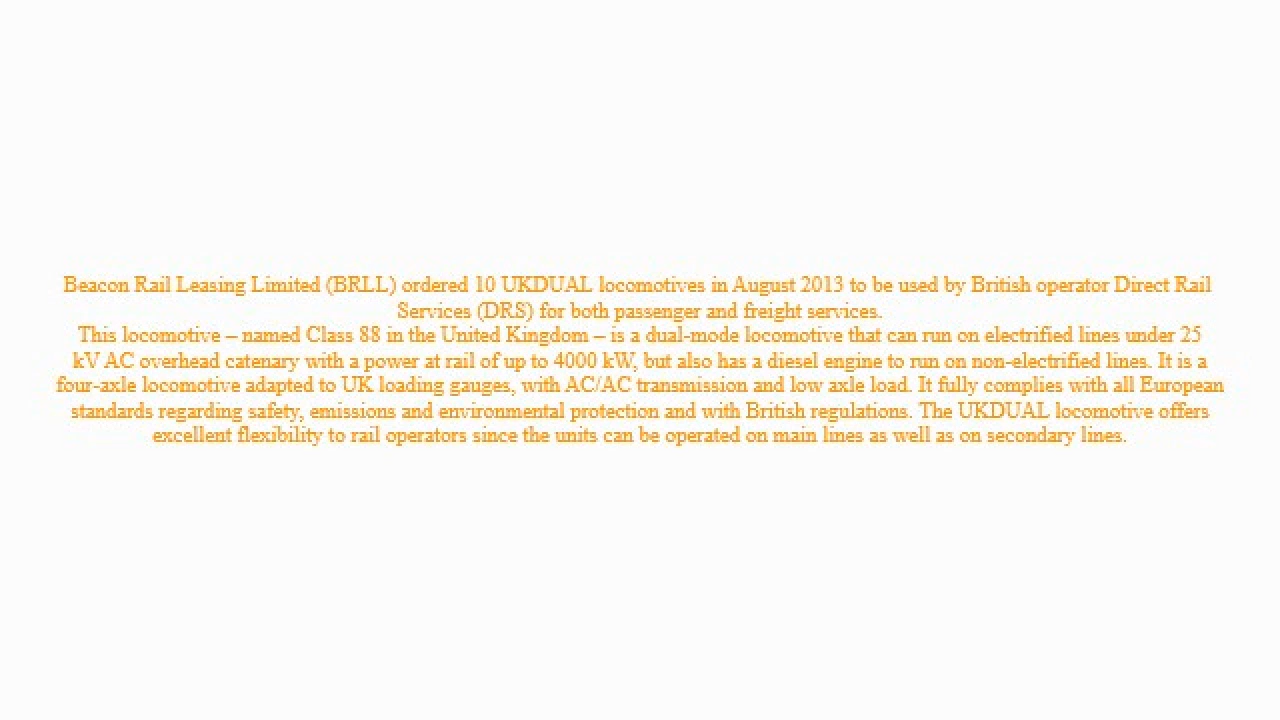 Beacon Rail Leasing Limited (BRLL) ordered 10 UKDUAL locomotives in August 2013 to be used by British operator Direct Rail
Services (DRS) for both passenger and freight services.
This locomotive – named Class 88 in the United Kingdom – is a dual-mode locomotive that can run on electrified lines under 25
kV AC overhead catenary with a power at rail of up to 4000 kW, but also has a diesel engine to run on non-electrified lines. It is a
four-axle locomotive adapted to UK loading gauges, with AC/AC transmission and low axle load. It fully complies with all European
standards regarding safety, emissions and environmental protection and with British regulations. The UKDUAL locomotive offers
excellent flexibility to rail operators since the units can be operated on main lines as well as on secondary lines.